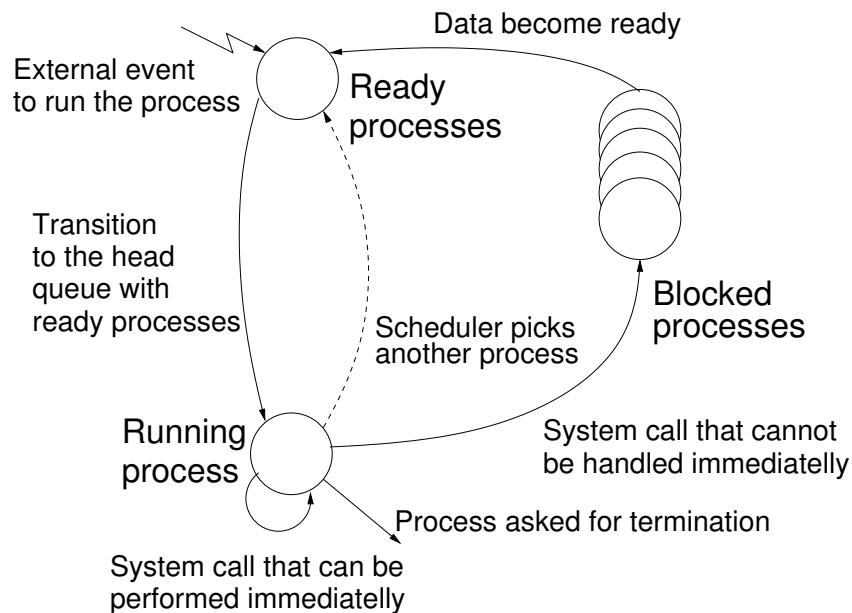 Data become ready
External event
to run the process
Ready
processes
Transition
to the head
queue with
ready processes
Blocked
processes
Scheduler picks
another process
Running
process
System call that cannot
be handled immediatelly
Process asked for termination
System call that can be
performed immediatelly